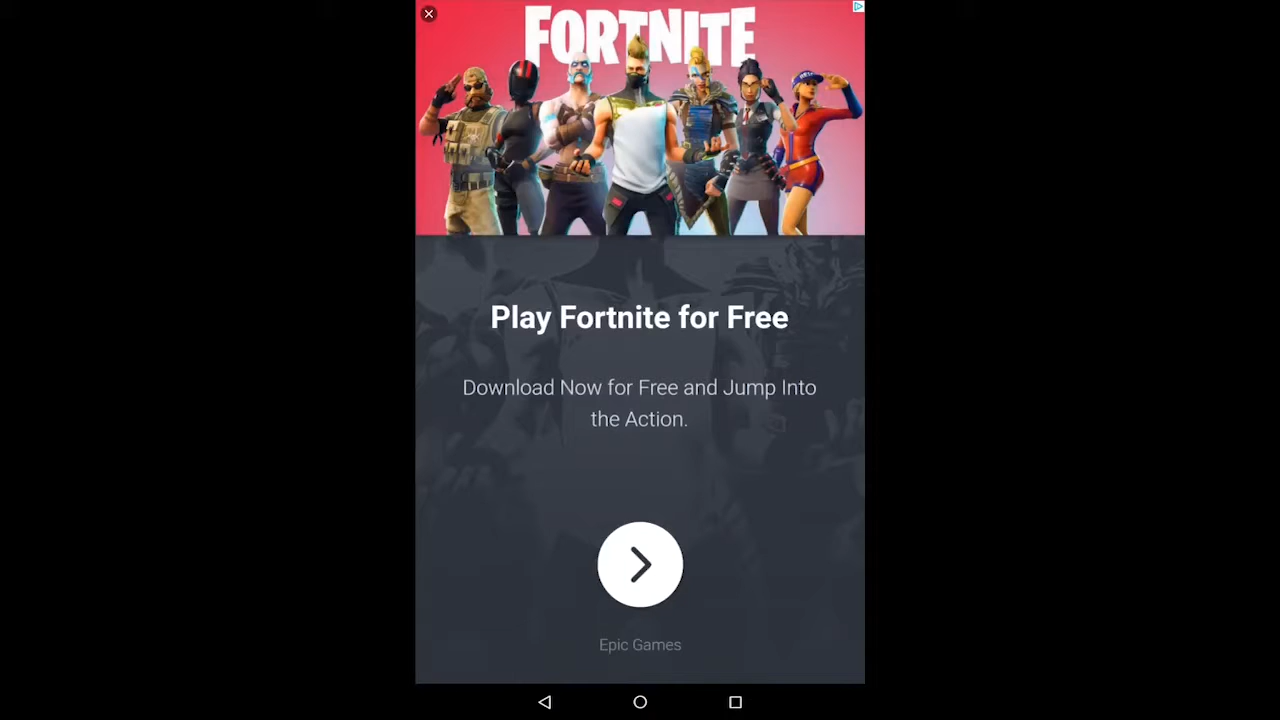 FORTNITE
Play Fortnite for Free
Download Now for Free and Jump Into
the Action.
Epic Games